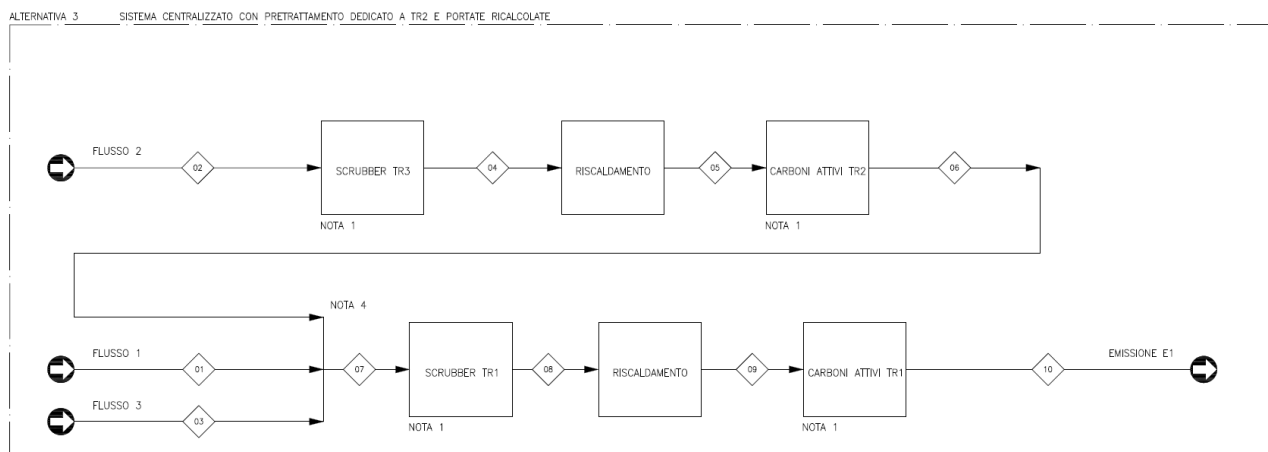 ALTERNATIVA 3 SISTEMA CENTRALIZZATO CON PRETRATTAMENTO DEDICATO A TR2 E PORTATE RICALCOLATE
FLUSSO 2
02
SCRUBBER TR3
04
RISCALDAMENTO
05
CARBONI ATTIVI TR2
06
NOTA 1
NOTA 1
NOTA 4
FLUSSO 1
01
07
SCRUBBER TR1
08
RISCALDAMENTO
09
CARBONI ATTIVI TR1
10
EMISSIONE E1
FLUSSO 3
03
NOTA 1
NOTA 1